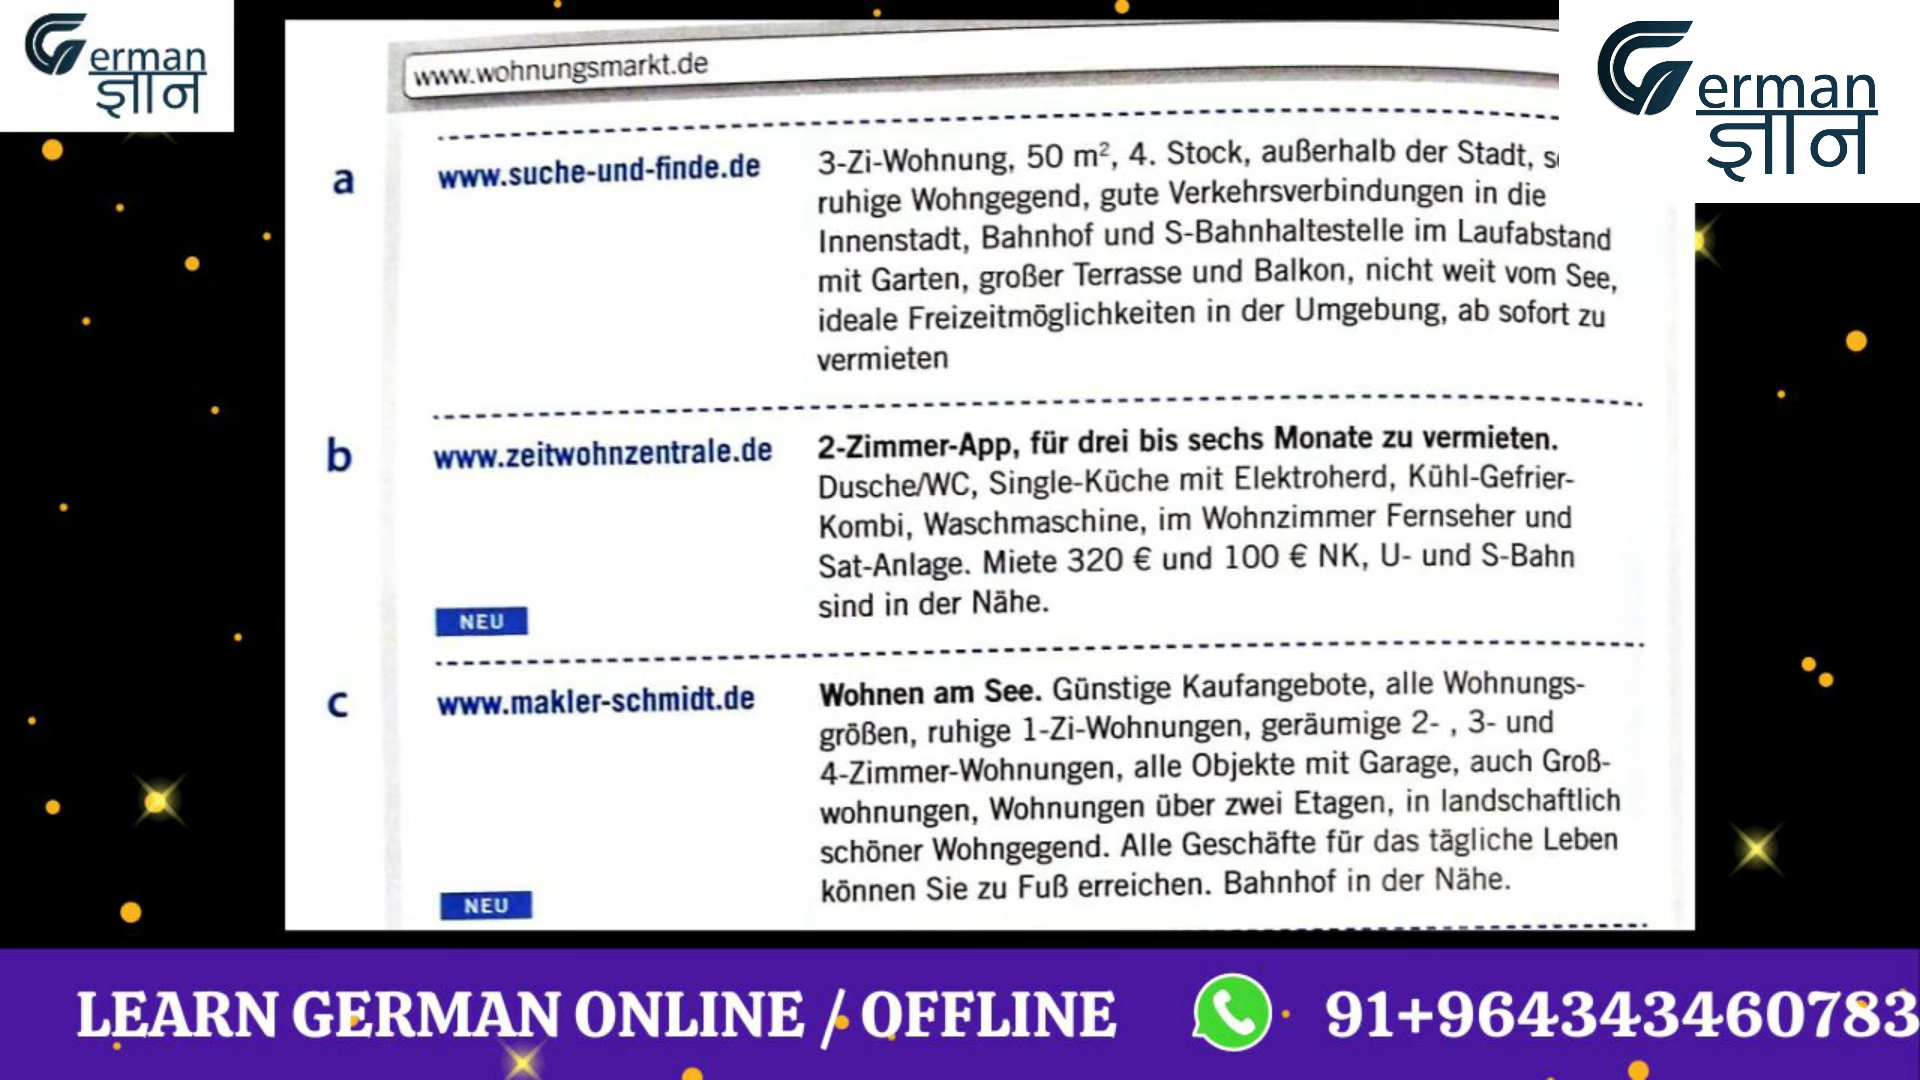 German
ज्ञान
German
ज्ञान
www.wohnungsmarkt.de
a
www.suche-und-finde.de
3-Zi-Wohnung, 50 m², 4. Stock, außerhalb der Stadt,
ruhige Wohngegend, gute Verkehrsverbindungen in die
Innenstadt, Bahnhof und S-Bahnhaltestelle im Laufabstand
mit Garten, großer Terrasse und Balkon, nicht weit vom See,
ideale Freizeitmöglichkeiten in der Umgebung, ab sofort zu
vermieten
b
www.zeitwohnzentrale.de
NEU
2-Zimmer-App, für drei bis sechs Monate zu vermieten.
Dusche/WC, Single-Küche mit Elektroherd, Kühl-Gefrier-
Kombi, Waschmaschine, im Wohnzimmer Fernseher und
Sat-Anlage. Miete 320 € und 100 € NK, U- und S-Bahn
sind in der Nähe.
c
www.makler-schmidt.de
NEU
Wohnen am See. Günstige Kaufangebote, alle Wohnungs-
größen, ruhige 1-Zi-Wohnungen, geräumige 2- , 3- und
4-Zimmer-Wohnungen, alle Objekte mit Garage, auch Groß-
wohnungen, Wohnungen über zwei Etagen, in landschaftlich
schöner Wohngegend. Alle Geschäfte für das tägliche Leben
können Sie zu Fuß erreichen. Bahnhof in der Nähe.
LEARN GERMAN ONLINE / OFFLINE
91+964343460783